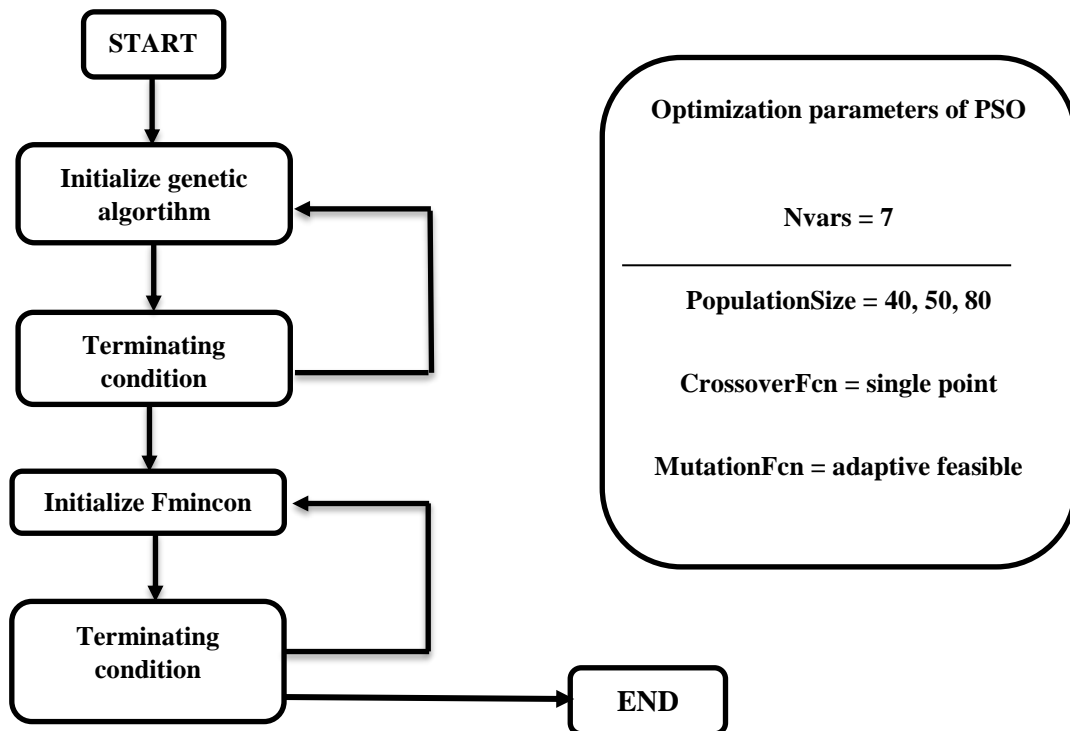 START
Initialize genetic
algortihm
Terminating
condition
Initialize Fmincon
Terminating
condition
END
Optimization parameters of PSO
Nvars = 7
PopulationSize = 40, 50, 80
CrossoverFcn = single point
MutationFcn = adaptive feasible